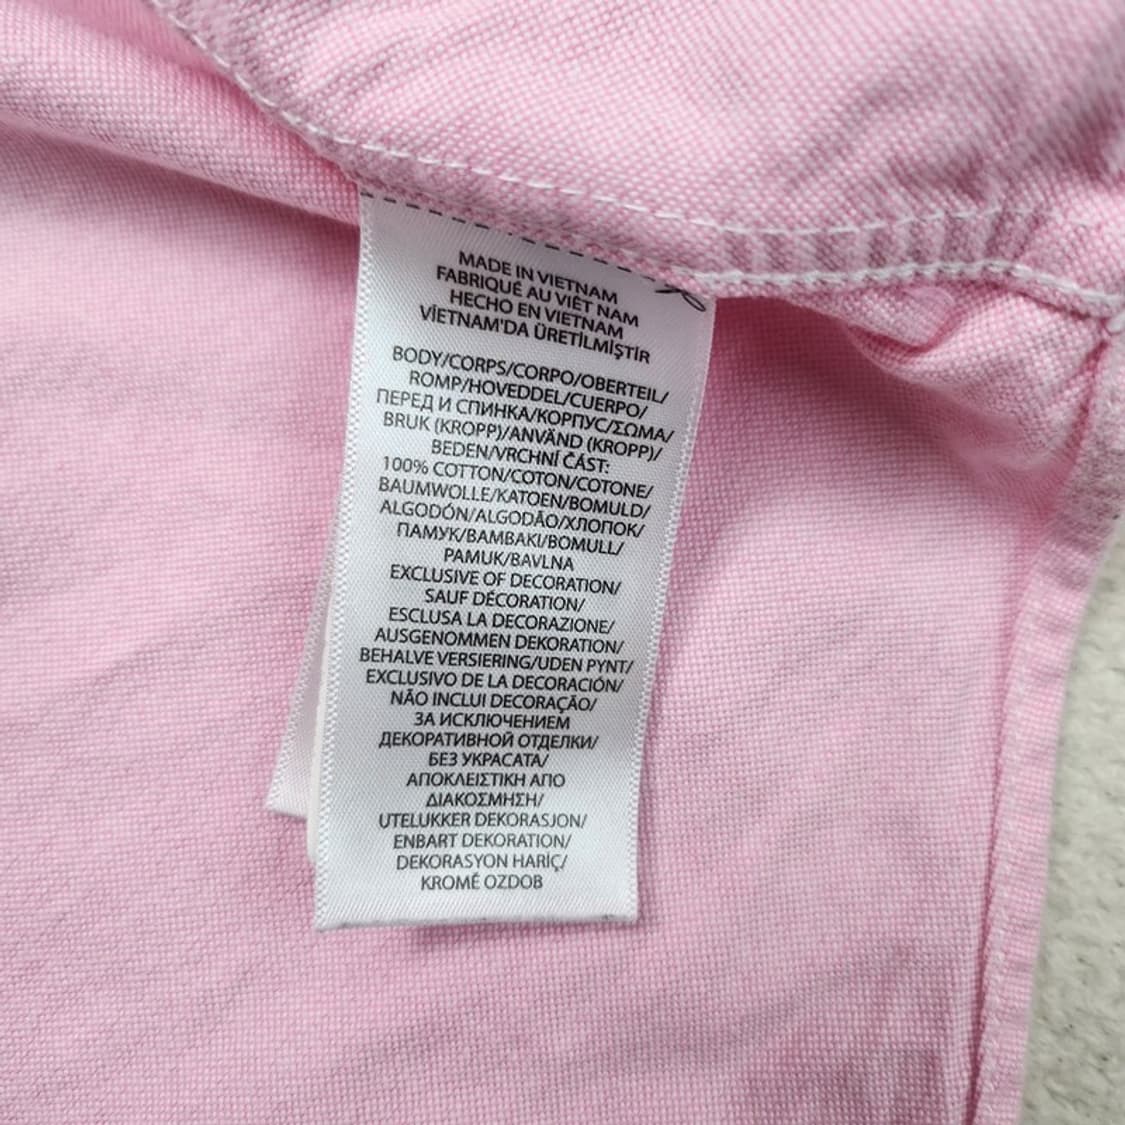 MADE IN VIETNAM
FABRIQUÉ AU VIÊT NAM
HECHO EN VIETNAM
VİETNAM'DA ÜRETİLMİŞTİR
BODY/CORPS/CORPO/OBERTEIL/
ROMP/HOVEDDEL/CUERPO/
ПЕРЕД И СПИНКА/КОРПУС/ΣΩΜΑ/
BRUK (KROPP)/ANVÄND (KROPP)/
BEDEN/VRCHNÍ ČÁST:
100% COTTON/COTON/COTONE/
BAUMWOLLE/KATOEN/BOMULD/
ALGODÓN/ALGODÃO/ХЛОПОК/
ПАМУК/BAMBAKI/BOMULL/
PAMUK/BAVLNA
EXCLUSIVE OF DECORATION/
SAUF DÉCORATION/
ESCLUSA LA DECORAZIONE/
AUSGENOMMEN DEKORATION/
BEHALVE VERSIERING/UDEN PYNT/
EXCLUSIVO DE LA DECORACIÓN/
NÃO INCLUI DECORAÇÃO/
ЗА ИСКЛЮЧЕНИЕМ
ДЕКОРАТИВНОЙ ОТДЕЛКИ/
БЕЗ УКРАСАТА/
ΑΠΟΚΛΕΙΣΤΙΚΗ ΑΠΟ
ΔΙΑΚΟΣΜΗΣΗ/
UTELUKKER DEKORASJON/
ENBART DEKORATION/
DEKORASYON HARİÇ/
KROMĚ OZDOB